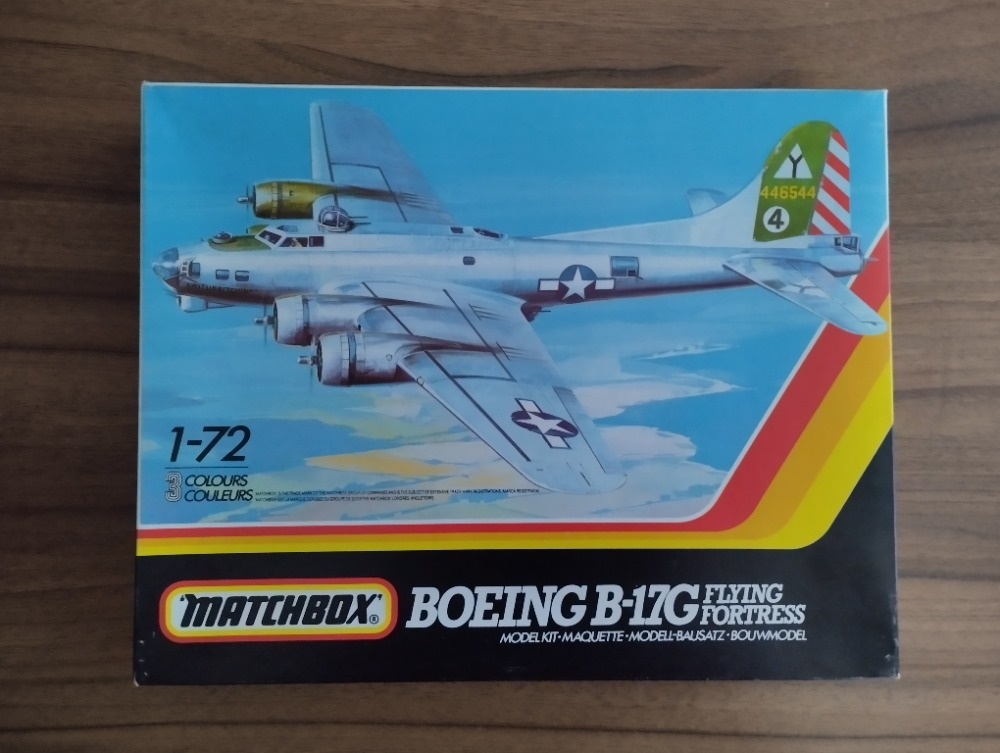 Y
446544
4
1-72
3 COLOURS
COULEURS
'MATCHBOX'®
BOEING B-17G FLYING FORTRESS
MODEL KIT · MAQUETTE · MODELL-BAUSATZ · BOUWMODEL